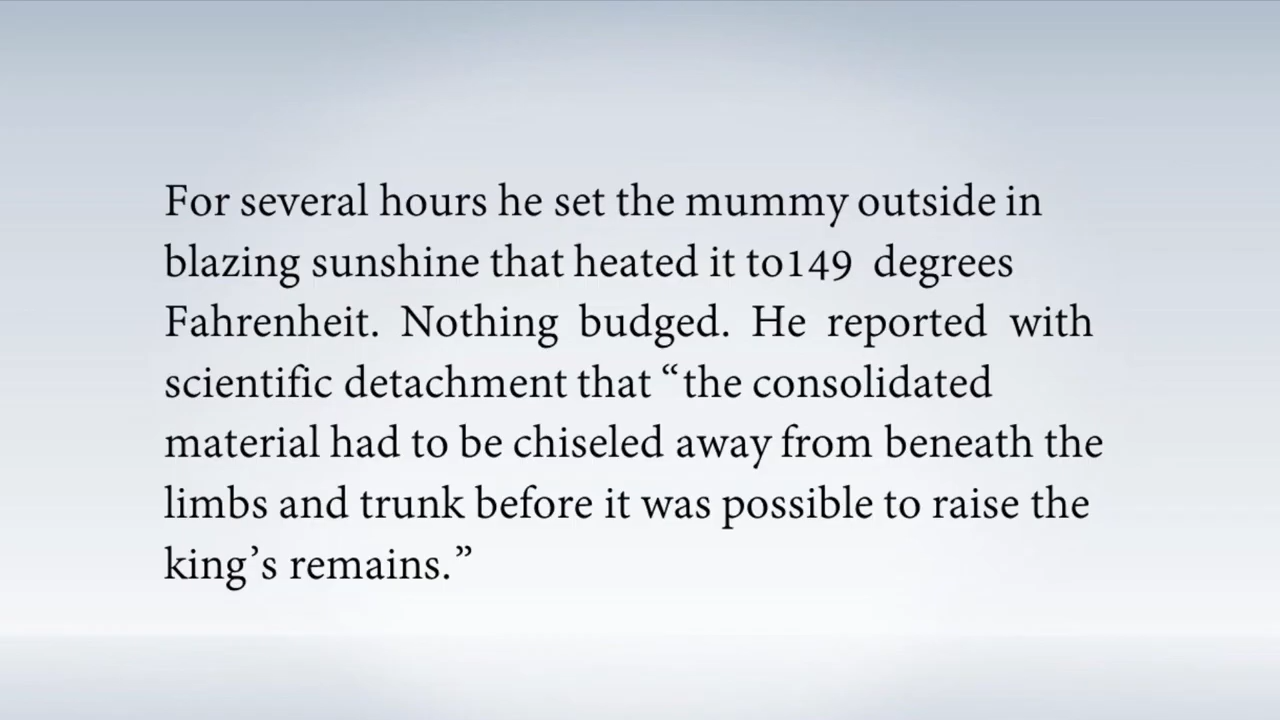 For several hours he set the mummy outside in
blazing sunshine that heated it to149 degrees
Fahrenheit. Nothing budged. He reported with
scientific detachment that “the consolidated
material had to be chiseled away from beneath the
limbs and trunk before it was possible to raise the
king’s remains.”